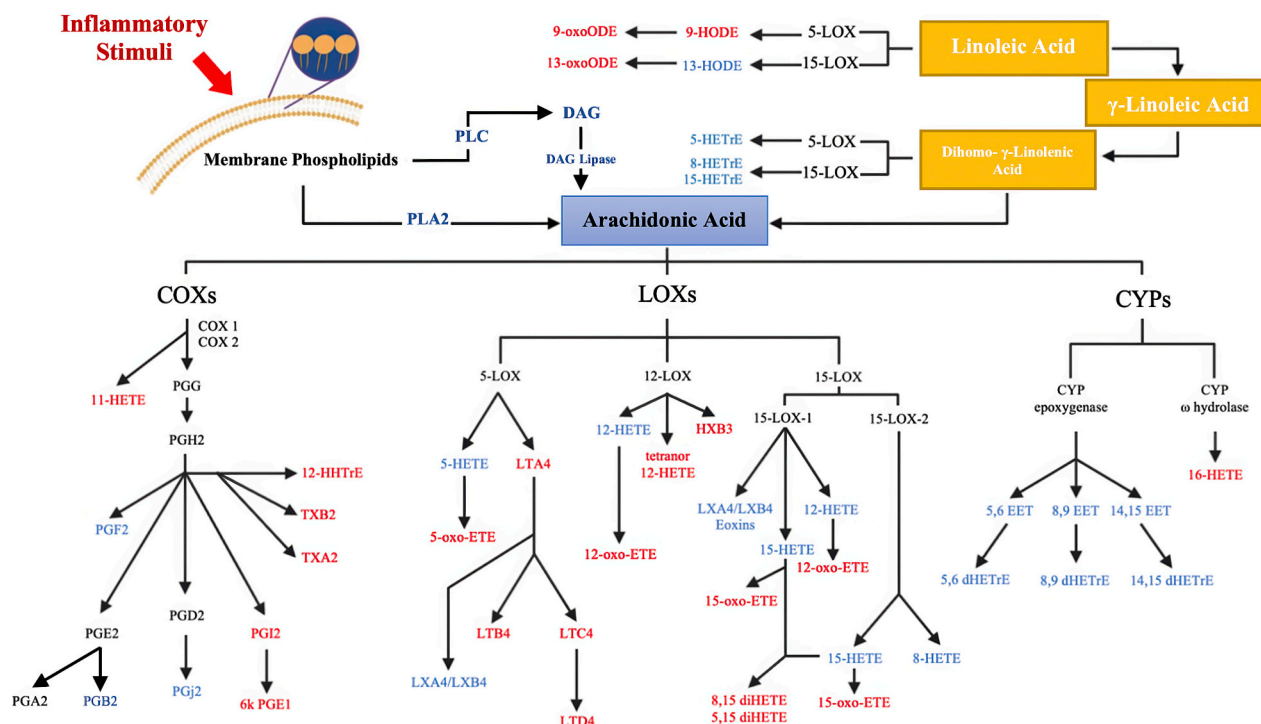 Inflammatory
Stimuli
9-oxoODE
9-HODE
5-LOX
Linoleic Acid
13-oxoODE
13-HODE
15-LOX
γ-Linoleic Acid
DAG
PLC
Membrane Phospholipids
DAG Lipase
5-HETrE
5-LOX
8-HETrE
15-HETrE
15-LOX
Dihomo- γ-Linolenic
Acid
PLA2
Arachidonic Acid
COXs
LOXs
CYPs
COX 1
COX 2
11-HETE
PGG
PGH2
12-HHTrE
TXB2
TXA2
PGF2
PGE2
PGD2
PGI2
PGA2
PGB2
PGj2
6k PGE1
5-LOX
12-LOX
15-LOX
5-HETE
LTA4
5-oxo-ETE
LTB4
LTC4
LXA4/LXB4
LTD4
12-HETE
HXB3
tetranor
12-HETE
12-oxo-ETE
15-LOX-1
15-LOX-2
LXA4/LXB4
Eoxins
12-HETE
15-HETE
12-oxo-ETE
15-oxo-ETE
15-HETE
8-HETE
8,15 diHETE
5,15 diHETE
15-oxo-ETE
CYP
epoxygenase
CYP
ω hydrolase
16-HETE
5,6 EET
8,9 EET
14,15 EET
5,6 dHETrE
8,9 dHETrE
14,15 dHETrE